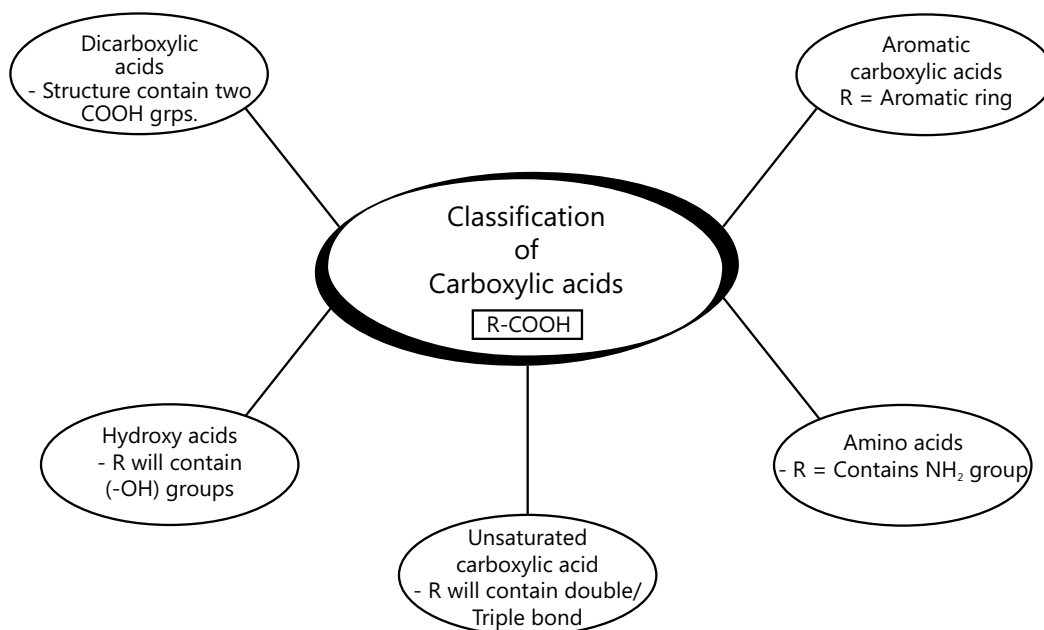 Dicarboxylic
acids
- Structure contain two
COOH grps.
Aromatic
carboxylic acids
R = Aromatic ring
Classification
of
Carboxylic acids
R-COOH
Hydroxy acids
- R will contain
(-OH) groups
Amino acids
- R = Contains NH₂ group
Unsaturated
carboxylic acid
- R will contain double/
Triple bond